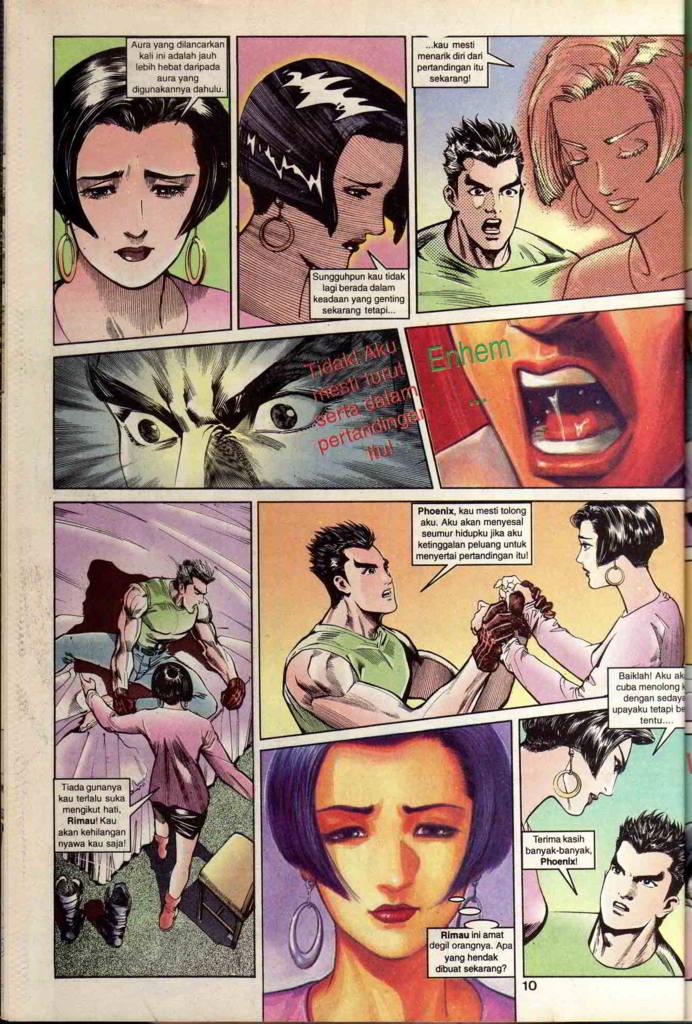 Aura yang dilancarkan
kali ini adalah jauh
lebih hebat daripada
aura yang
digunakannya dahulu.
Sungguhpun kau tidak
lagi berada dalam
keadaan yang genting
sekarang tetapi...
...kau mesti
menarik diri dari
pertandingan itu
sekarang!
Tidak! Aku
mesti turut
serta dalam
pertandingan
itu!
Enhem
...
Tiada gunanya
kau terlalu suka
mengikut hati,
Rimau! Kau
akan kehilangan
nyawa kau saja!
Phoenix, kau mesti tolong
aku. Aku akan menyesal
seumur hidupku jika aku
ketinggalan peluang untuk
menyertai pertandingan itu!
Baiklah! Aku
cuba menolong
dengan
upayaku tetapi
tentu....
Rimau ini amat
degil orangnya. Apa
yang hendak
dibuat sekarang?
Terima kasih
banyak-banyak,
Phoenix!
10